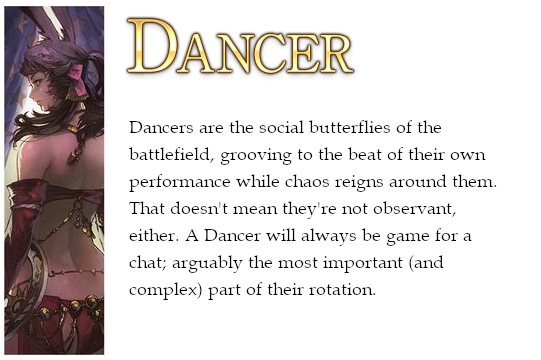 DANCER
Dancers are the social butterflies of the
battlefield, grooving to the beat of their own
performance while chaos reigns around them.
That doesn't mean they're not observant,
either. A Dancer will always be game for a
chat; arguably the most important (and
complex) part of their rotation.